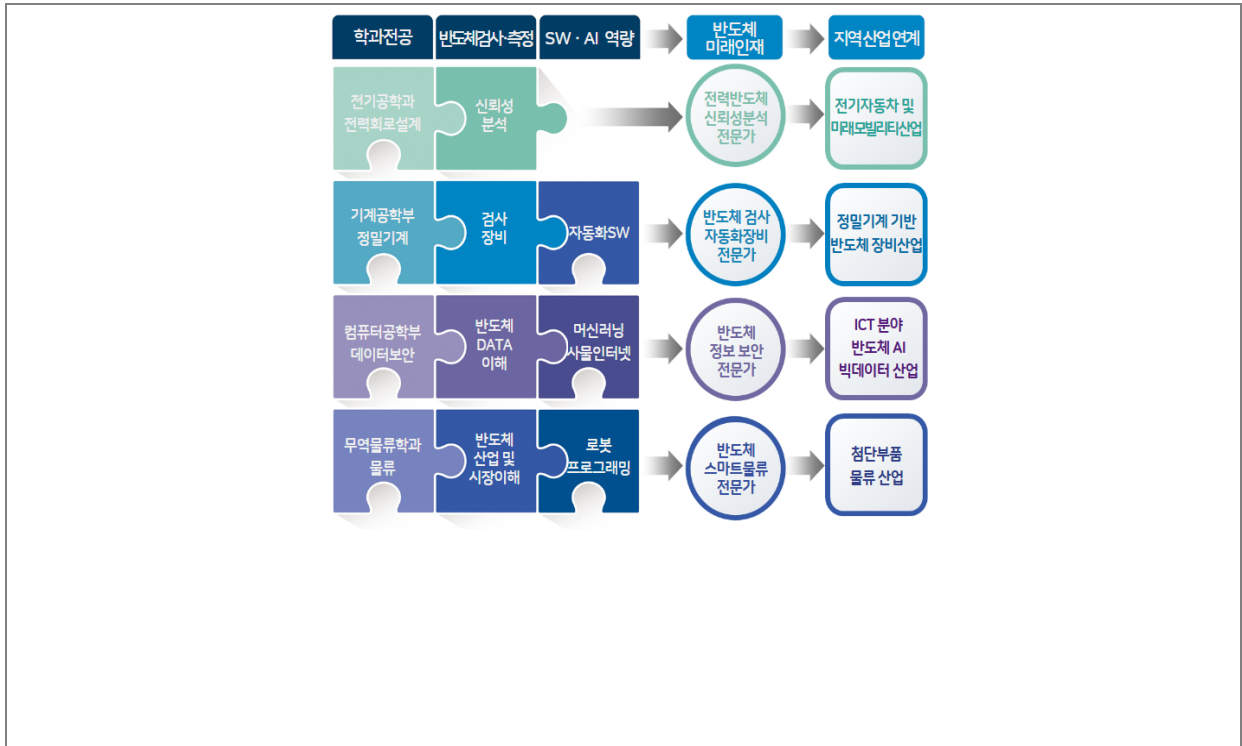 학과전공
반도체검사·측정
SW · AI 역량
반도체
미래인재
지역산업 연계
전기공학과
전력회로설계
신뢰성
분석
전력반도체
신뢰성분석
전문가
전기자동차 및
미래모빌리티산업
기계공학부
정밀기계
검사
장비
자동화SW
반도체 검사
자동화장비
전문가
정밀기계 기반
반도체 장비산업
컴퓨터공학부
데이터보안
반도체
DATA
이해
머신러닝
사물인터넷
반도체
정보 보안
전문가
ICT 분야
반도체 AI
빅데이터 산업
무역물류학과
물류
반도체
산업 및
시장이해
로봇
프로그래밍
반도체
스마트물류
전문가
첨단부품
물류 산업